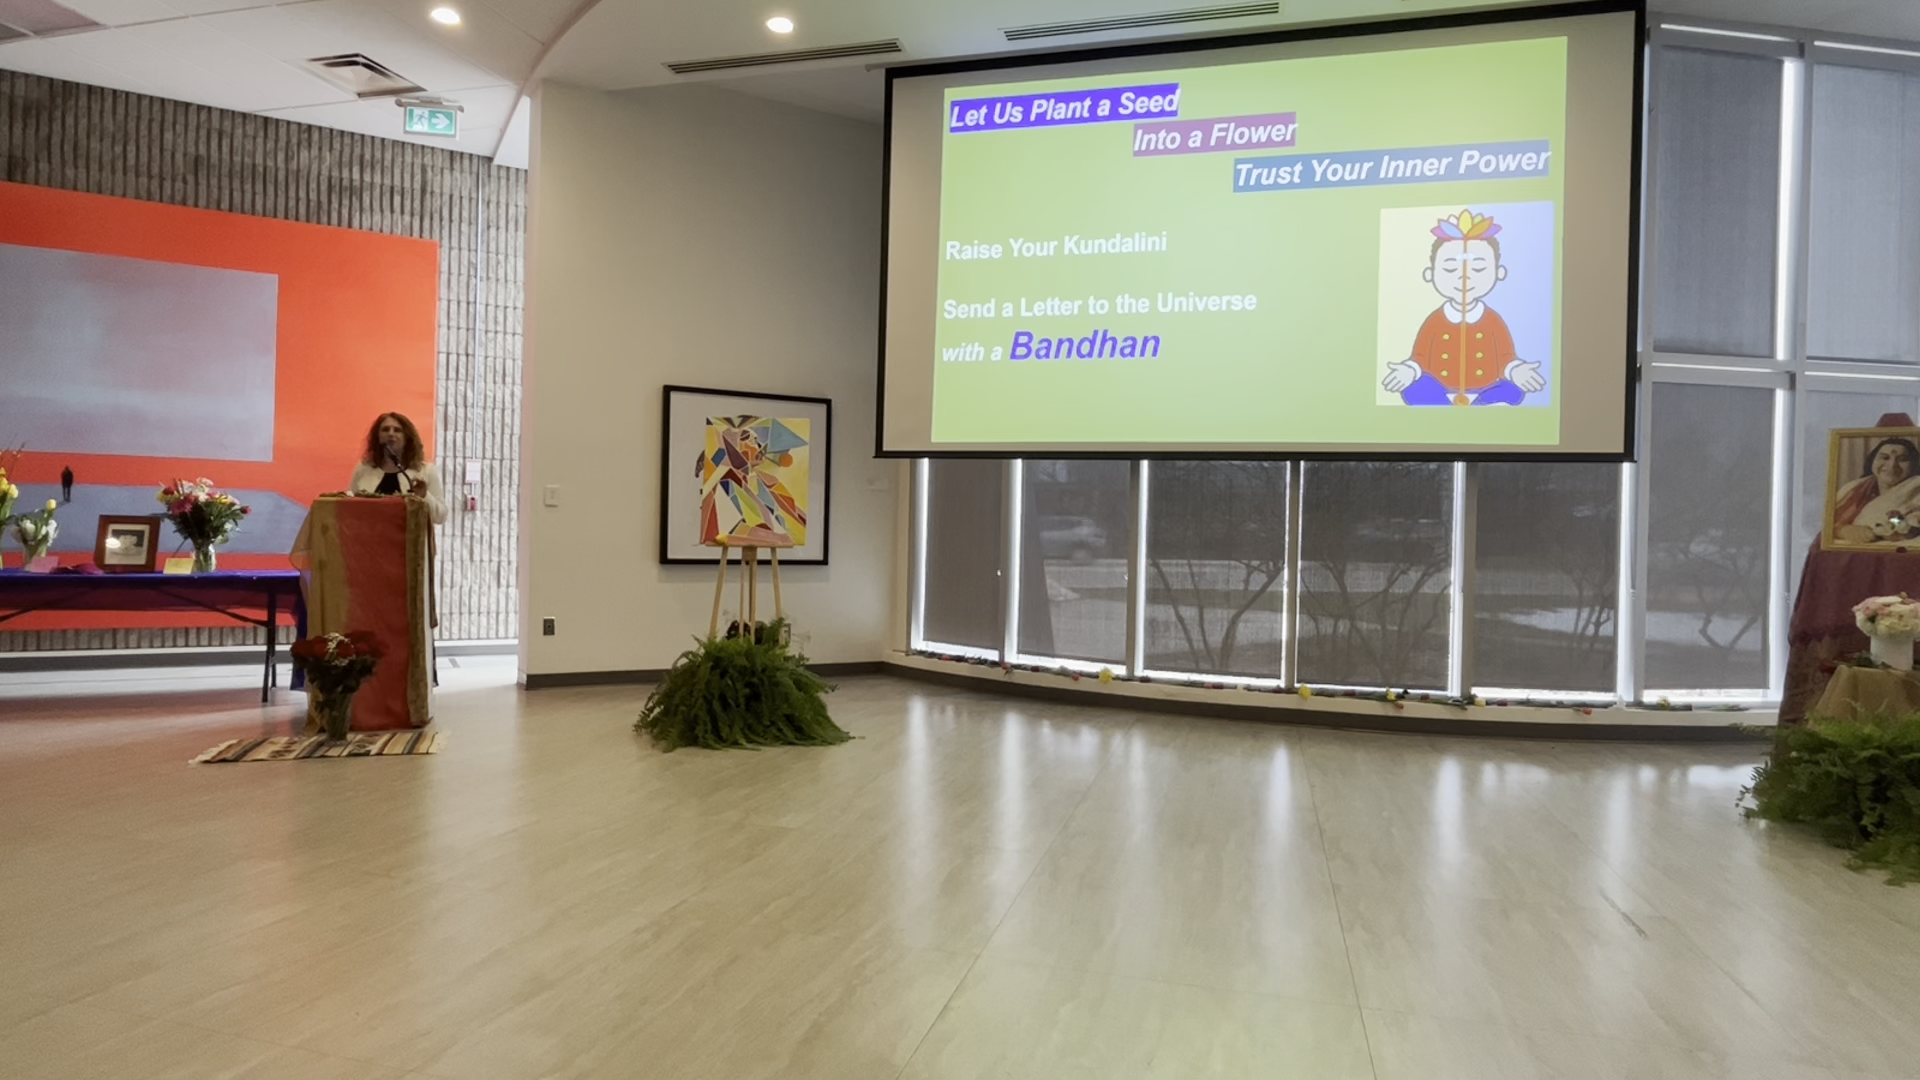 Let Us Plant a Seed
Into a Flower
Trust Your Inner Power
Raise Your Kundalini
Send a Letter to the Universe
with a Bandhan